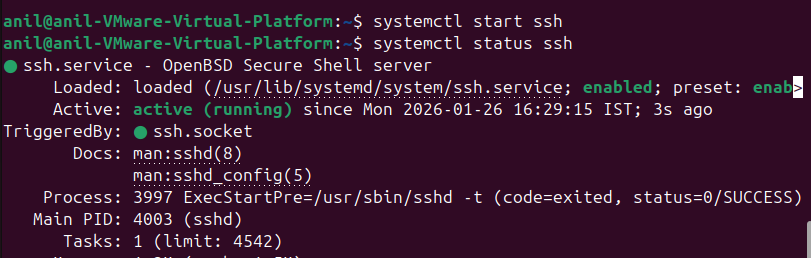 anil@anil-VMware-Virtual-Platform:~$ systemctl start ssh
anil@anil-VMware-Virtual-Platform:~$ systemctl status ssh
● ssh.service - OpenBSD Secure Shell server
Loaded: loaded (/usr/lib/systemd/system/ssh.service; enabled; preset: enab>
Active: active (running) since Mon 2026-01-26 16:29:15 IST; 3s ago
TriggeredBy: ● ssh.socket
Docs: man:sshd(8)
man:sshd_config(5)
Process: 3997 ExecStartPre=/usr/sbin/sshd -t (code=exited, status=0/SUCCESS)
Main PID: 4003 (sshd)
Tasks: 1 (limit: 4542)